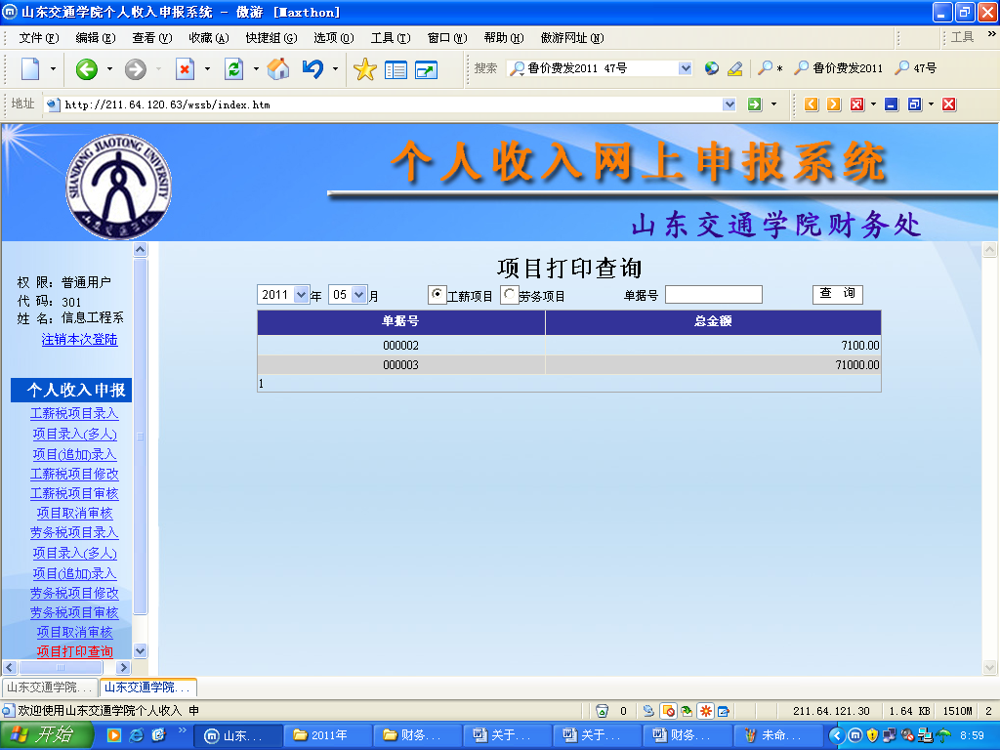 山东交通学院个人收入申报系统 - 傲游 [Maxthon]
文件(F) 编辑(E) 查看(V) 收藏(A) 快捷组(G) 选项(O) 工具(T) 窗口(W) 帮助(H) 傲游网址(N) 工具 »
搜索 鲁价费发2011 47号 * 鲁价费发2011 47号
地址 http://211.64.120.63/wssb/index.htm
SHANDONG JIAOTONG UNIVERSITY
山东交通学院
个人收入网上申报系统
山东交通学院财务处
权 限: 普通用户
代 码: 301
姓 名: 信息工程系
注销本次登陆
个人收入申报
工薪税项目录入
项目录入(多人)
项目(追加)录入
工薪税项目修改
工薪税项目审核
项目取消审核
劳务税项目录入
项目录入(多人)
项目(追加)录入
劳务税项目修改
劳务税项目审核
项目取消审核
项目打印查询
项目打印查询
2011 年 05 月 工薪项目 劳务项目 单据号 查 询
单据号 总金额
000002 7100.00
000003 71000.00
1
山东交通学院... 山东交通学院...
欢迎使用山东交通学院个人收入 申 0 211.64.121.30 1.64 KB 1510M 2
开始 » 山东... 2011年 财务... 关于... 关于... 财务... 未命... 8:59